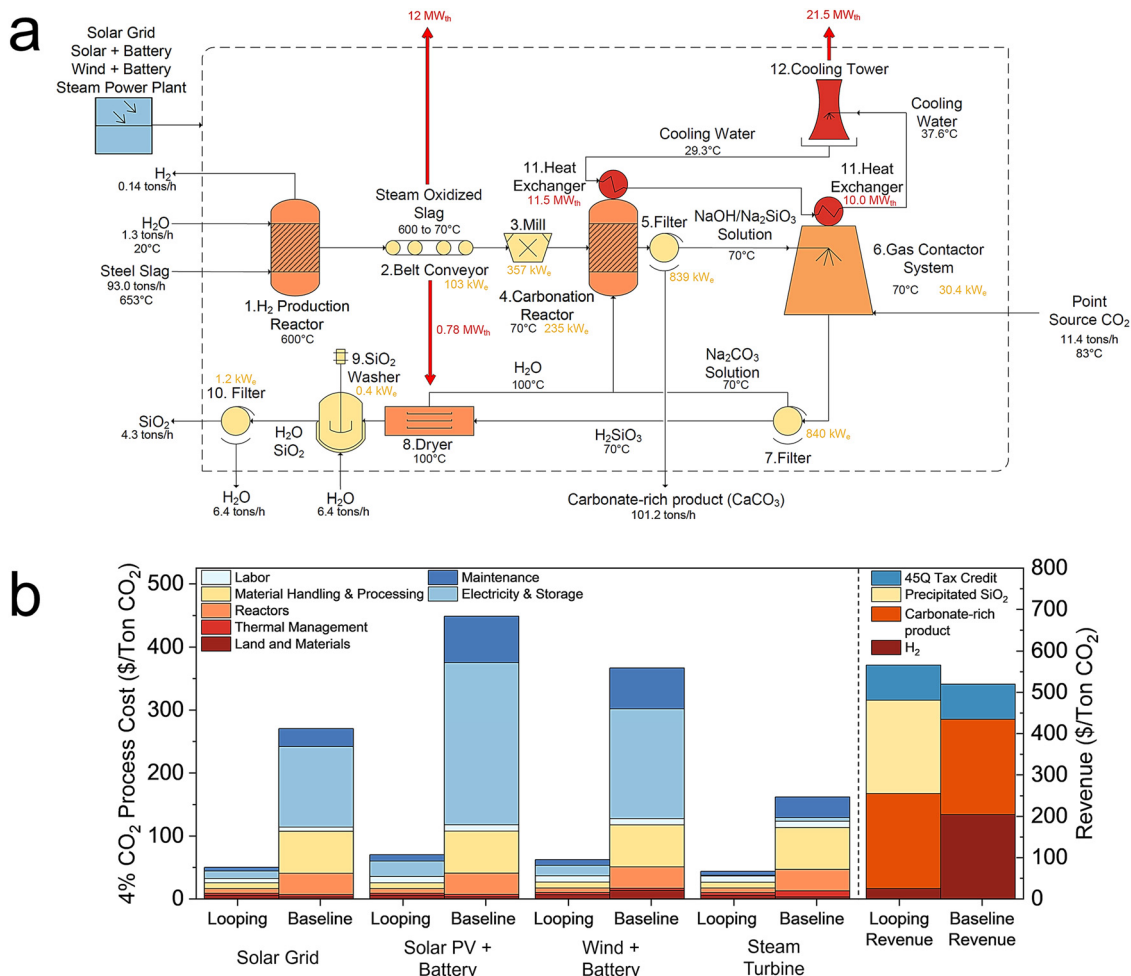 a
Solar Grid
Solar + Battery
Wind + Battery
Steam Power Plant
12 MWth
21.5 MWth
12.Cooling Tower
Cooling
Water
37.6°C
Cooling Water
29.3°C
H2
0.14 tons/h
H2O
1.3 tons/h
20°C
Steel Slag
93.0 tons/h
653°C
1.H2 Production
Reactor
600°C
Steam Oxidized
Slag
600 to 70°C
2.Belt Conveyor
103 kWe
3.Mill
357 kWe
11.Heat
Exchanger
11.5 MWth
4.Carbonation
Reactor
70°C 235 kWe
5.Filter
839 kWe
NaOH/Na2SiO3
Solution
70°C
11.Heat
Exchanger
10.0 MWth
6.Gas Contactor
System
70°C 30.4 kWe
Point
Source CO2
11.4 tons/h
83°C
0.78 MWth
H2O
100°C
Na2CO3
Solution
70°C
9.SiO2
Washer
0.4 kWe
1.2 kWe
10. Filter
SiO2
4.3 tons/h
H2O
SiO2
8.Dryer
100°C
H2SiO3
70°C
840 kWe
7.Filter
H2O
6.4 tons/h
H2O
6.4 tons/h
Carbonate-rich product (CaCO3)
101.2 tons/h
b
4% CO2 Process Cost ($/Ton CO2)
500
400
300
200
100
0
Labor
Material Handling & Processing
Reactors
Thermal Management
Land and Materials
Maintenance
Electricity & Storage
45Q Tax Credit
Precipitated SiO2
Carbonate-rich
product
H2
800
700
600
500
400
300
200
100
0
Revenue ($/Ton CO2)
Looping Baseline Looping Baseline Looping Baseline Looping Baseline Looping Baseline
Revenue Revenue
Solar Grid
Solar PV +
Battery
Wind +
Battery
Steam
Turbine